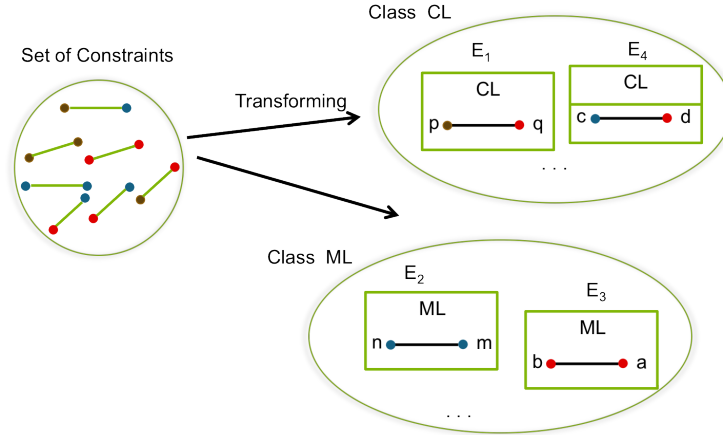 Class CL
Set of Constraints
E1
E4
CL
CL
Transforming
p
q
c
d
. . .
Class ML
E2
E3
ML
ML
n
m
b
a
. . .